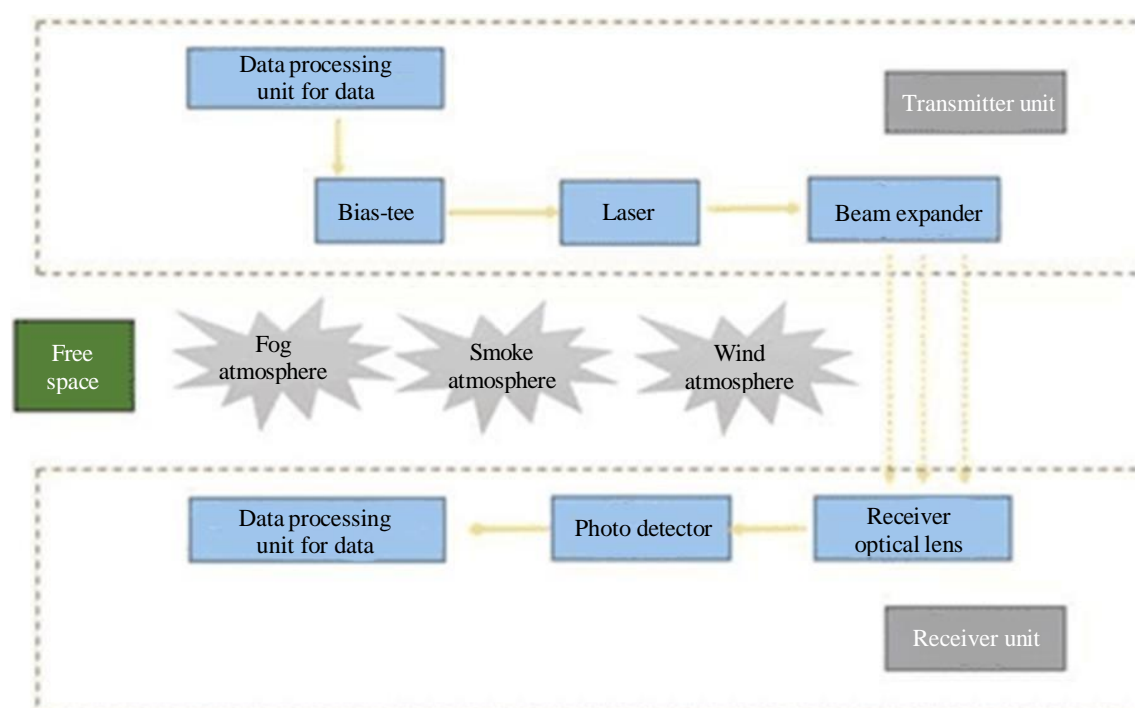 Data processing
unit for data
Transmitter unit
Bias-tee
Laser
Beam expander
Free
space
Fog
atmosphere
Smoke
atmosphere
Wind
atmosphere
Data processing
unit for data
Photo detector
Receiver
optical lens
Receiver unit